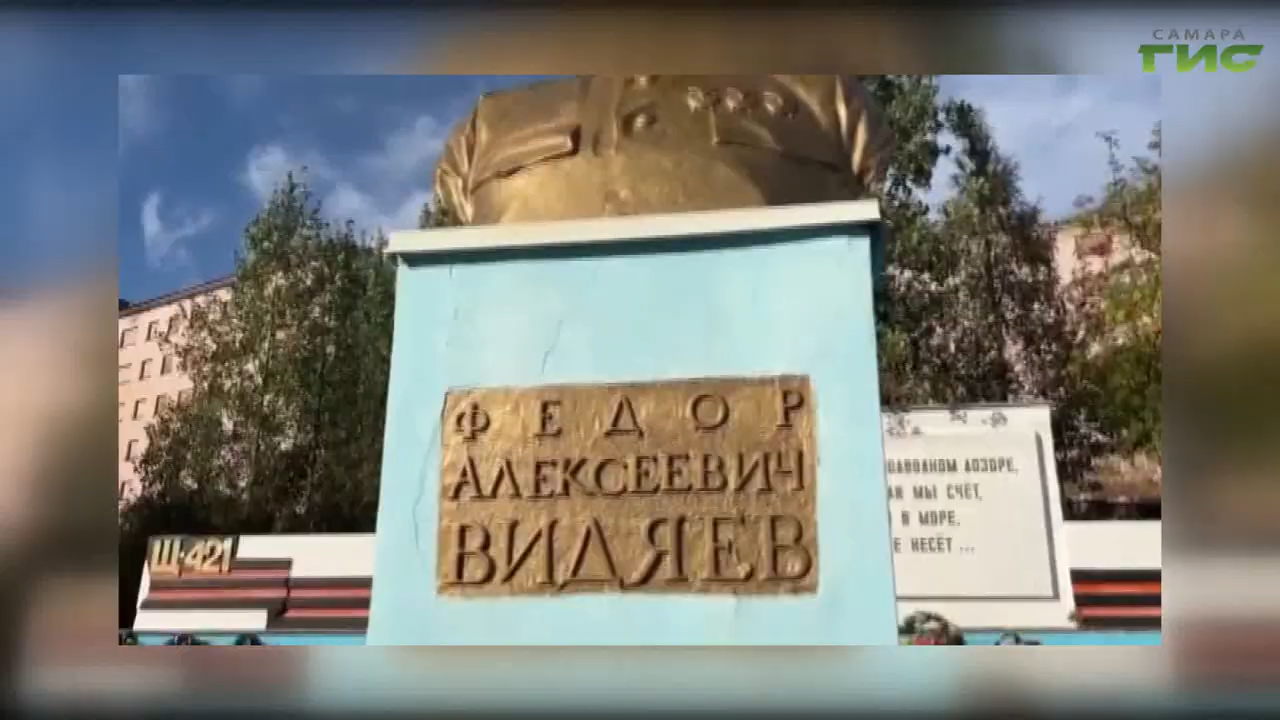 САМАРА
ГИС
ФЕДОР
АЛЕКСЕЕВИЧ
ВИДЯЕВ
Щ-421
ДОЗОРЕ,
МЫ СЧЁТ,
В МОРЕ.
НЕСЁТ...